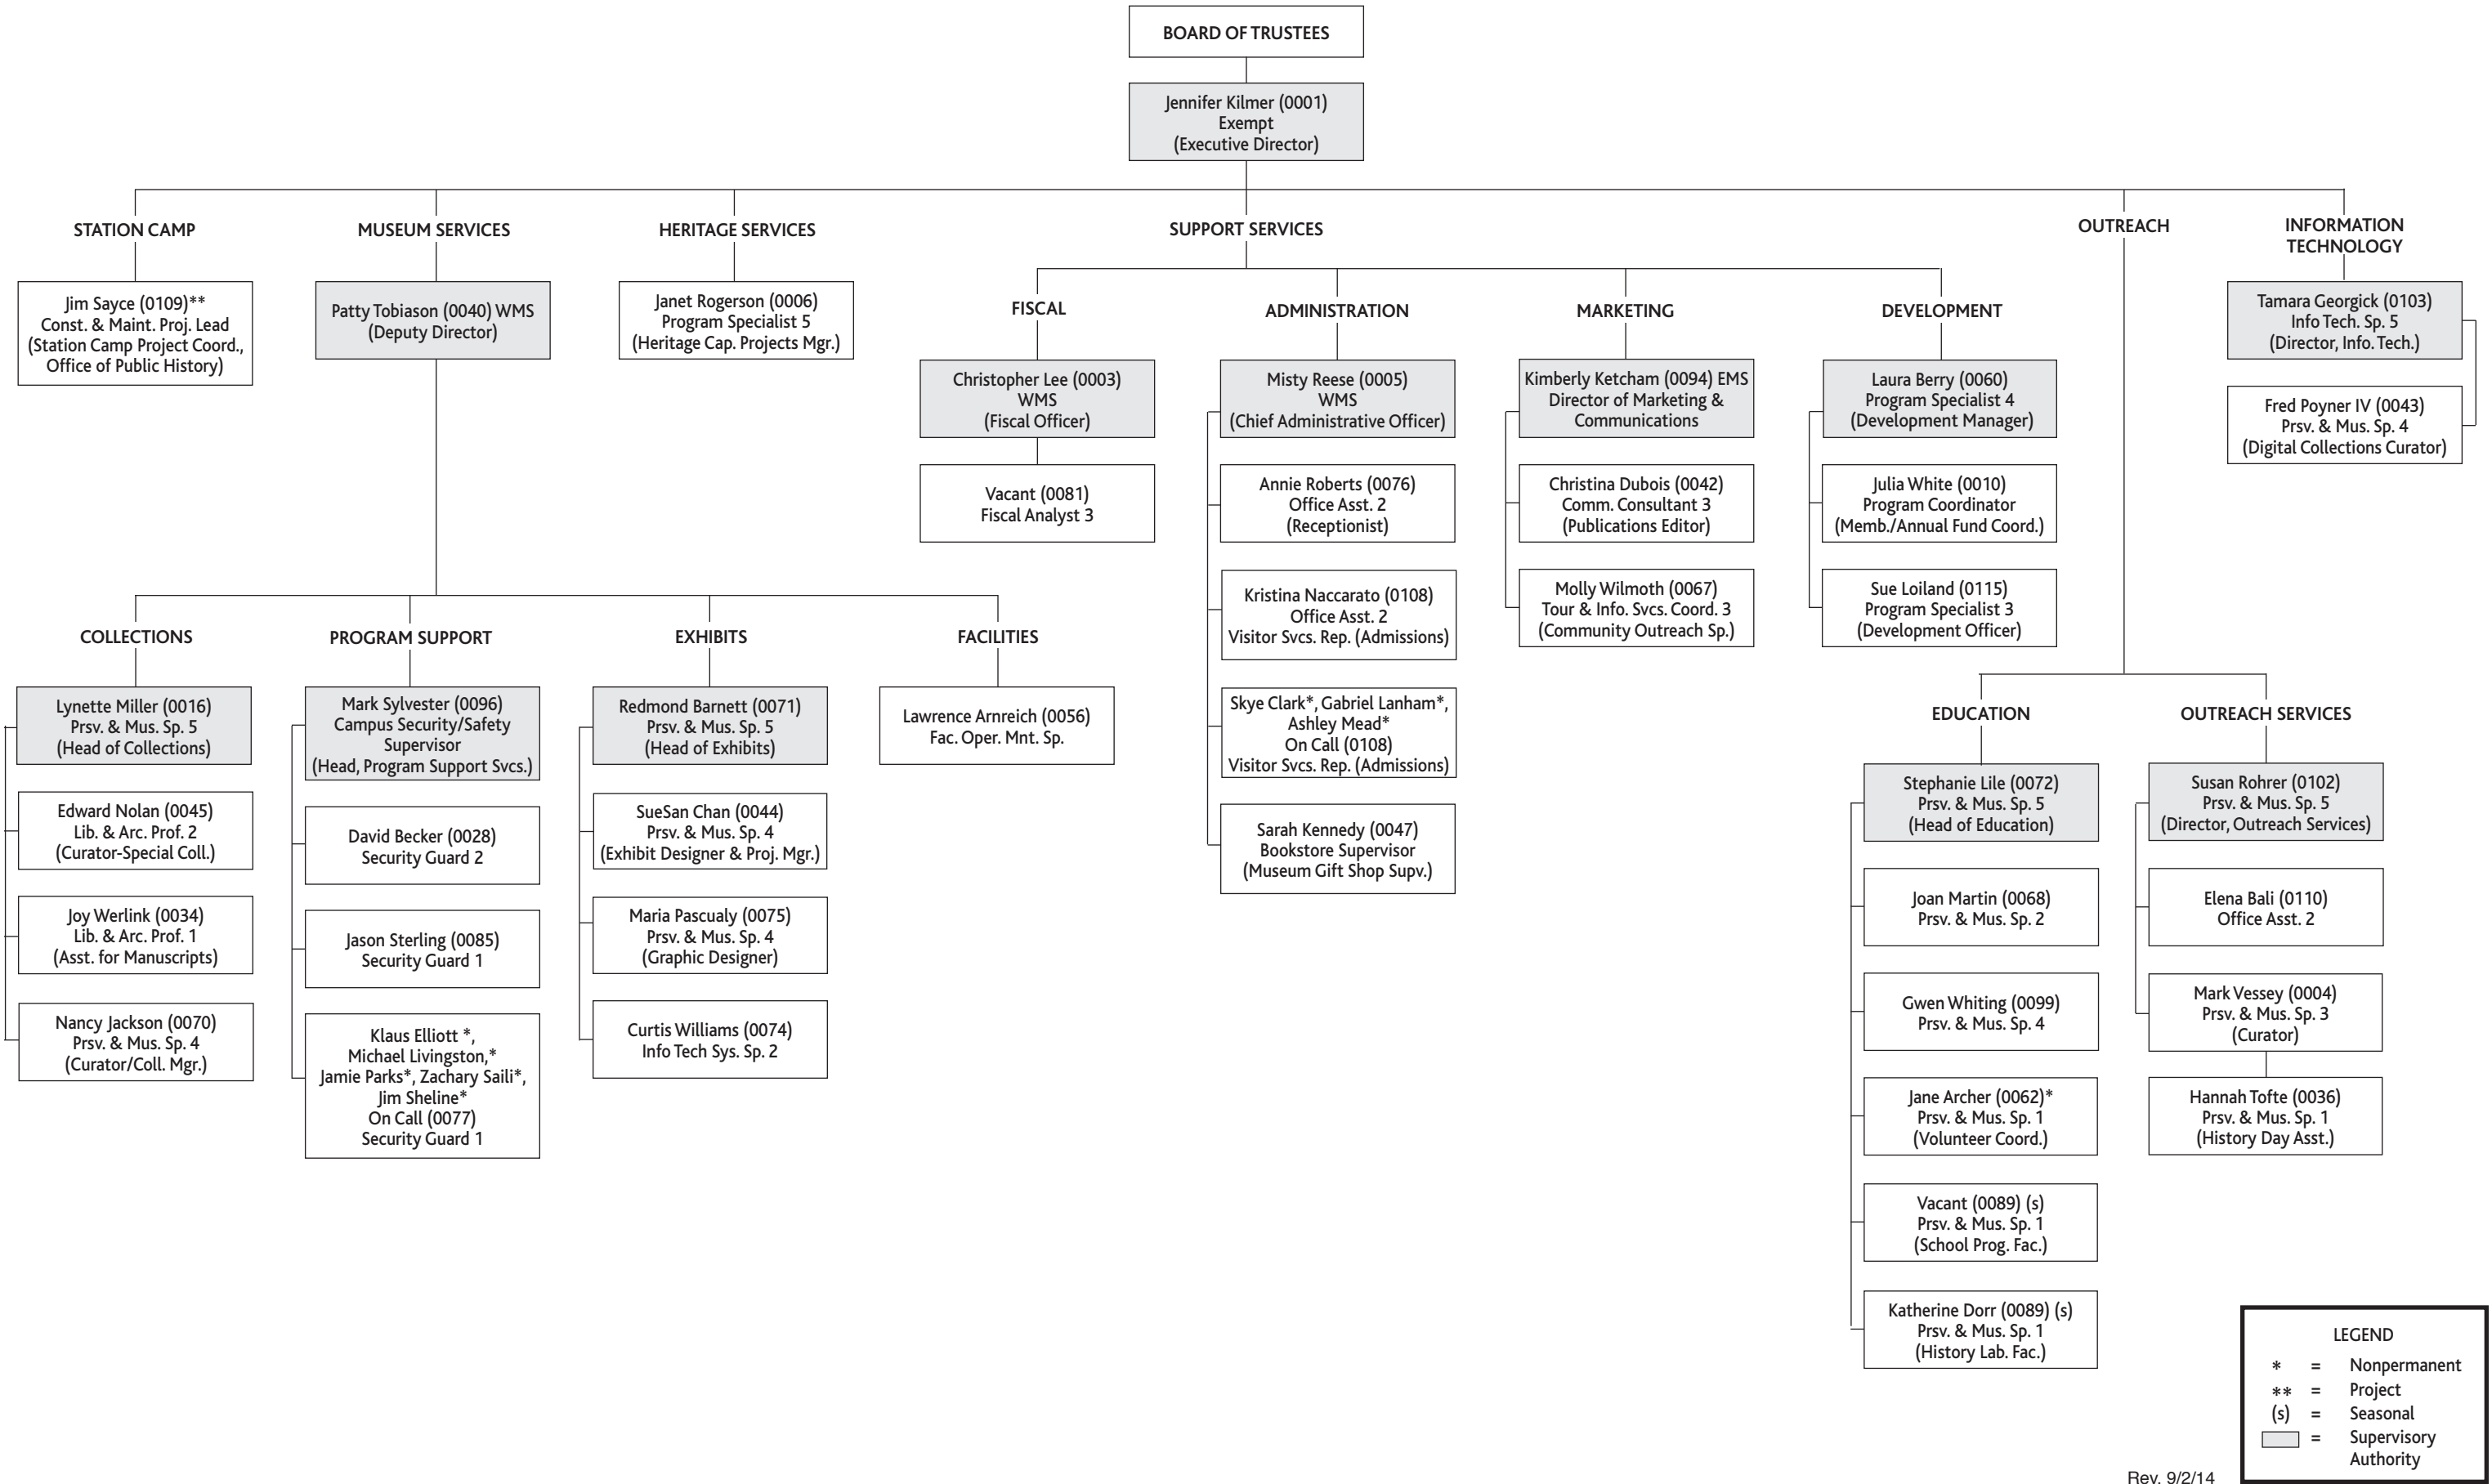 BOARD OF TRUSTEES
Jennifer Kilmer (0001)
Exempt
(Executive Director)
STATION CAMP
Jim Sayce (0109)**
Const. & Maint. Proj. Lead
(Station Camp Project Coord.,
Office of Public History)
MUSEUM SERVICES
Patty Tobiason (0040) WMS
(Deputy Director)
COLLECTIONS
Lynette Miller (0016)
Prsv. & Mus. Sp. 5
(Head of Collections)
Edward Nolan (0045)
Lib. & Arc. Prof. 2
(Curator-Special Coll.)
Joy Werlink (0034)
Lib. & Arc. Prof. 1
(Asst. for Manuscripts)
Nancy Jackson (0070)
Prsv. & Mus. Sp. 4
(Curator/Coll. Mgr.)
PROGRAM SUPPORT
Mark Sylvester (0096)
Campus Security/Safety
Supervisor
(Head, Program Support Svcs.)
David Becker (0028)
Security Guard 2
Jason Sterling (0085)
Security Guard 1
Klaus Elliott *,
Michael Livingston,*
Jamie Parks*, Zachary Saili*,
Jim Sheline*
On Call (0077)
Security Guard 1
EXHIBITS
Redmond Barnett (0071)
Prsv. & Mus. Sp. 5
(Head of Exhibits)
SueSan Chan (0044)
Prsv. & Mus. Sp. 4
(Exhibit Designer & Proj. Mgr.)
Maria Pascualy (0075)
Prsv. & Mus. Sp. 4
(Graphic Designer)
Curtis Williams (0074)
Info Tech Sys. Sp. 2
FACILITIES
Lawrence Arnreich (0056)
Fac. Oper. Mnt. Sp.
HERITAGE SERVICES
Janet Rogerson (0006)
Program Specialist 5
(Heritage Cap. Projects Mgr.)
SUPPORT SERVICES
FISCAL
Christopher Lee (0003)
WMS
(Fiscal Officer)
Vacant (0081)
Fiscal Analyst 3
ADMINISTRATION
Misty Reese (0005)
WMS
(Chief Administrative Officer)
Annie Roberts (0076)
Office Asst. 2
(Receptionist)
Kristina Naccarato (0108)
Office Asst. 2
Visitor Svcs. Rep. (Admissions)
Skye Clark*, Gabriel Lanham*,
Ashley Mead*
On Call (0108)
Visitor Svcs. Rep. (Admissions)
Sarah Kennedy (0047)
Bookstore Supervisor
(Museum Gift Shop Supv.)
MARKETING
Kimberly Ketcham (0094) EMS
Director of Marketing &
Communications
Christina Dubois (0042)
Comm. Consultant 3
(Publications Editor)
Molly Wilmoth (0067)
Tour & Info. Svcs. Coord. 3
(Community Outreach Sp.)
DEVELOPMENT
Laura Berry (0060)
Program Specialist 4
(Development Manager)
Julia White (0010)
Program Coordinator
(Memb./Annual Fund Coord.)
Sue Loiland (0115)
Program Specialist 3
(Development Officer)
OUTREACH
EDUCATION
Stephanie Lile (0072)
Prsv. & Mus. Sp. 5
(Head of Education)
Joan Martin (0068)
Prsv. & Mus. Sp. 2
Gwen Whiting (0099)
Prsv. & Mus. Sp. 4
Jane Archer (0062)*
Prsv. & Mus. Sp. 1
(Volunteer Coord.)
Vacant (0089) (s)
Prsv. & Mus. Sp. 1
(School Prog. Fac.)
Katherine Dorr (0089) (s)
Prsv. & Mus. Sp. 1
(History Lab. Fac.)
OUTREACH SERVICES
Susan Rohrer (0102)
Prsv. & Mus. Sp. 5
(Director, Outreach Services)
Elena Bali (0110)
Office Asst. 2
Mark Vessey (0004)
Prsv. & Mus. Sp. 3
(Curator)
Hannah Tofte (0036)
Prsv. & Mus. Sp. 1
(History Day Asst.)
INFORMATION
TECHNOLOGY
Tamara Georgick (0103)
Info Tech. Sp. 5
(Director, Info. Tech.)
Fred Poyner IV (0043)
Prsv. & Mus. Sp. 4
(Digital Collections Curator)
LEGEND
* = Nonpermanent
** = Project
(s) = Seasonal
= Supervisory
Authority
Rev. 9/2/14